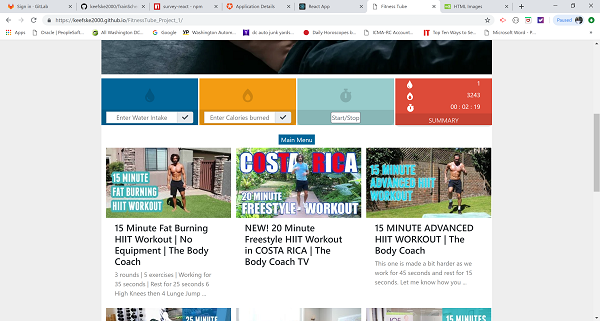 Sign in · GitLab
keefske2000/Traindchar
survey-react - npm
Application Details
React App
Fitness Tube
HTML Images
https://keefske2000.github.io/FitnessTube_Project_1/
Paused
Apps
Oracle | PeopleSoft
All Washington DC
Google
Washington Autom
dc auto junk yards
Daily Horoscopes b
ICMA-RC Account
Top Ten Ways to Se
Microsoft Word - P
Other bookmarks
Enter Water Intake
Enter Calories burned
Start/Stop
1
3243
00 : 02 : 19
SUMMARY
Main Menu
15 MINUTE
FAT BURNING
HIIT WORKOUT
COSTA RICA
20 MINUTE
FREESTYLE - WORKOUT
15 MINUTE
ADVANCED HIIT
WORKOUT
15 Minute Fat Burning
HIIT Workout | No
Equipment | The Body
Coach
3 rounds | 5 exercises | Working for
35 seconds | Rest for 25 seconds 6
High Knees then 4 Lunge Jump ...
NEW! 20 Minute
Freestyle HIIT Workout
in COSTA RICA | The
Body Coach TV
15 MINUTE ADVANCED
HIIT WORKOUT | The
Body Coach
This one is made a bit harder as we
work for 45 seconds and rest for 15
seconds. Let me know how you ...
25 MINUTE
JOE
15 MINUTES